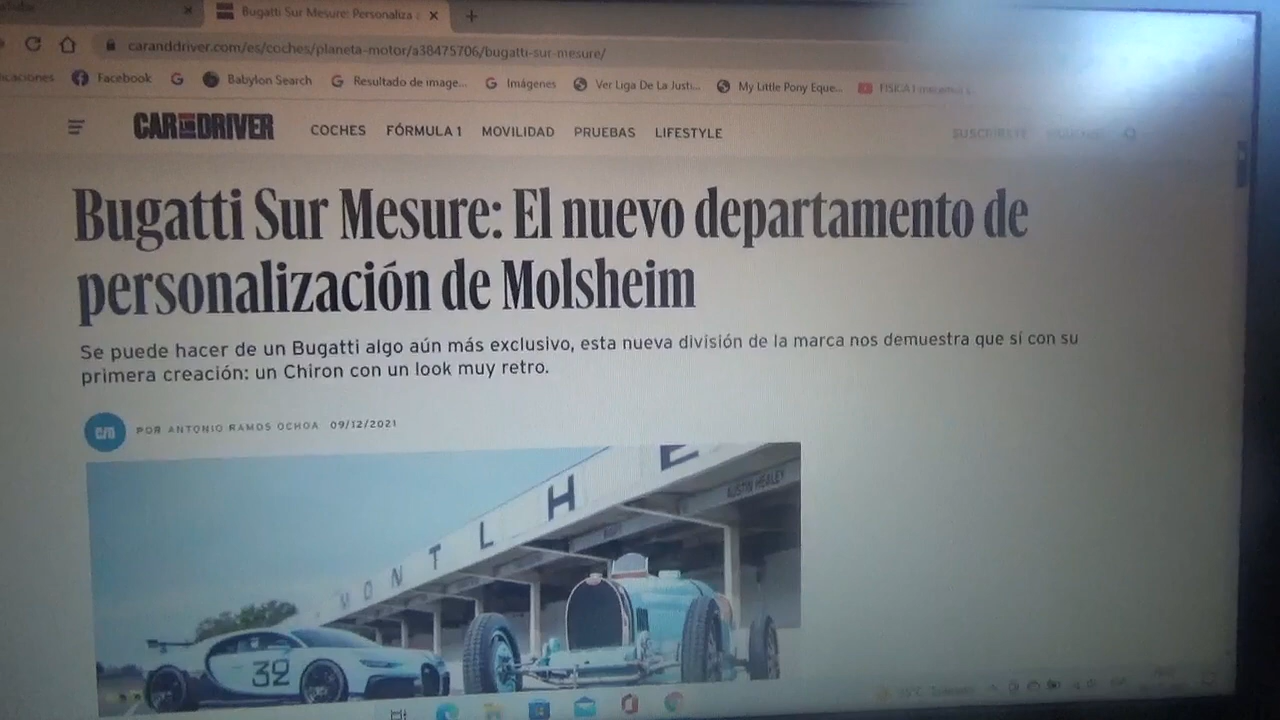 Bugatti Sur Mesure: Personaliza
caranddriver.com/es/coches/planeta-motor/a38475706/bugatti-sur-mesure/
Facebook G Babylon Search G Resultado de image... G Imágenes Ver Liga De La Justi... My Little Pony Eque...
CAR AND DRIVER COCHES FÓRMULA 1 MOVILIDAD PRUEBAS LIFESTYLE SUSCRÍBETE
Bugatti Sur Mesure: El nuevo departamento de
personalización de Molsheim
Se puede hacer de un Bugatti algo aún más exclusivo, esta nueva división de la marca nos demuestra que sí con su
primera creación: un Chiron con un look muy retro.
c/d POR ANTONIO RAMOS OCHOA 09/12/2021
MONTLHE
AUSTIN HEALEY
32